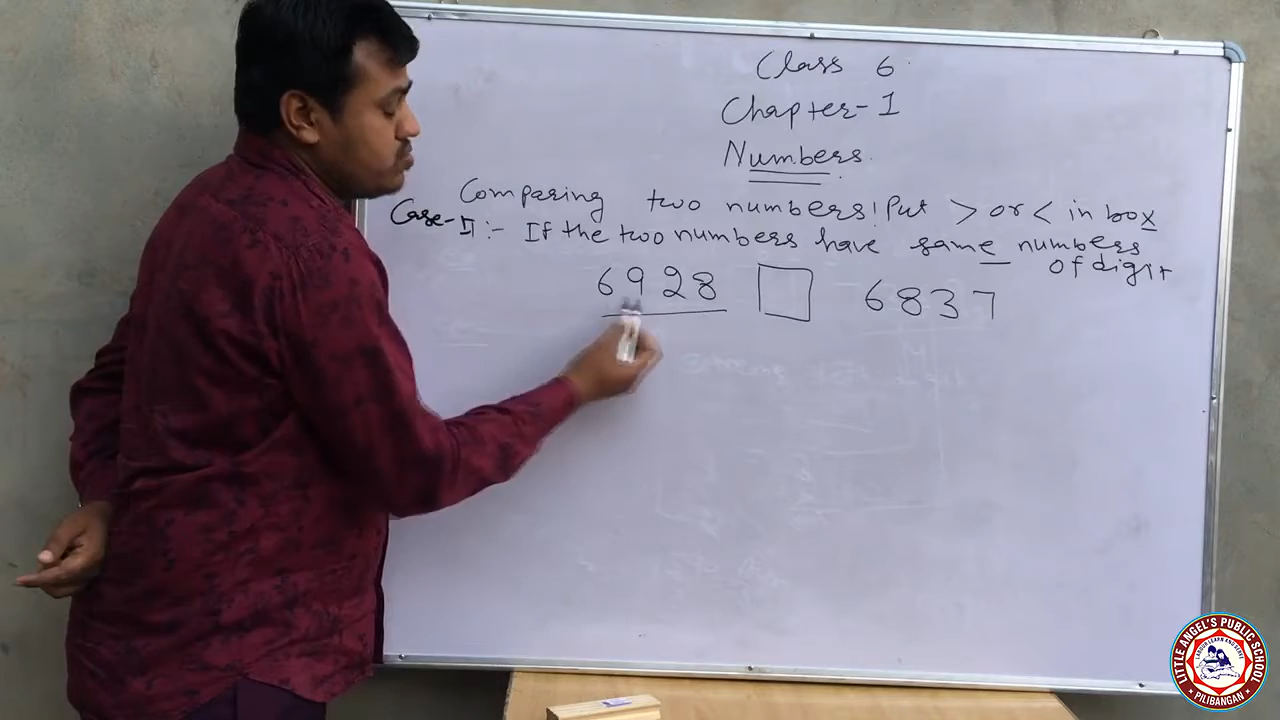 Class 6
Chapter-1
Numbers.
Comparing two numbers! Put > or < in box
Case-II :- If the two numbers have same numbers
of digit
6928 6837
LITTLE ANGEL'S PUBLIC SCHOOL
PILIBANGAN